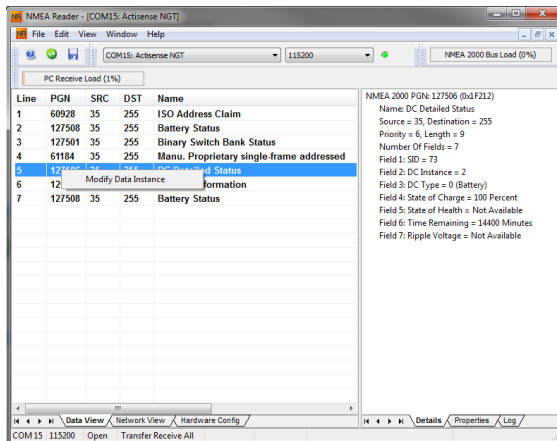 NMEA Reader - [COM15: Actisense NGT]
File Edit View Window Help
COM15: Actisense NGT 115200 NMEA 2000 Bus Load (0%)
PC Receive Load (1%)
Line PGN SRC DST Name
1 60928 35 255 ISO Address Claim
2 127508 35 255 Battery Status
3 127501 35 255 Binary Switch Bank Status
4 61184 35 255 Manu. Proprietary single-frame addressed
5 127506 35 255 DC Detailed Status
Modify Data Instance
6 12 formation
7 127508 35 255 Battery Status
Data View Network View Hardware Config
NMEA 2000 PGN: 127506 (0x1F212)
Name: DC Detailed Status
Source = 35, Destination = 255
Priority = 6, Length = 9
Number Of Fields = 7
Field 1: SID = 73
Field 2: DC Instance = 2
Field 3: DC Type = 0 (Battery)
Field 4: State of Charge = 100 Percent
Field 5: State of Health = Not Available
Field 6: Time Remaining = 14400 Minutes
Field 7: Ripple Voltage = Not Available
Details Properties Log
COM15 115200 Open Transfer Receive All